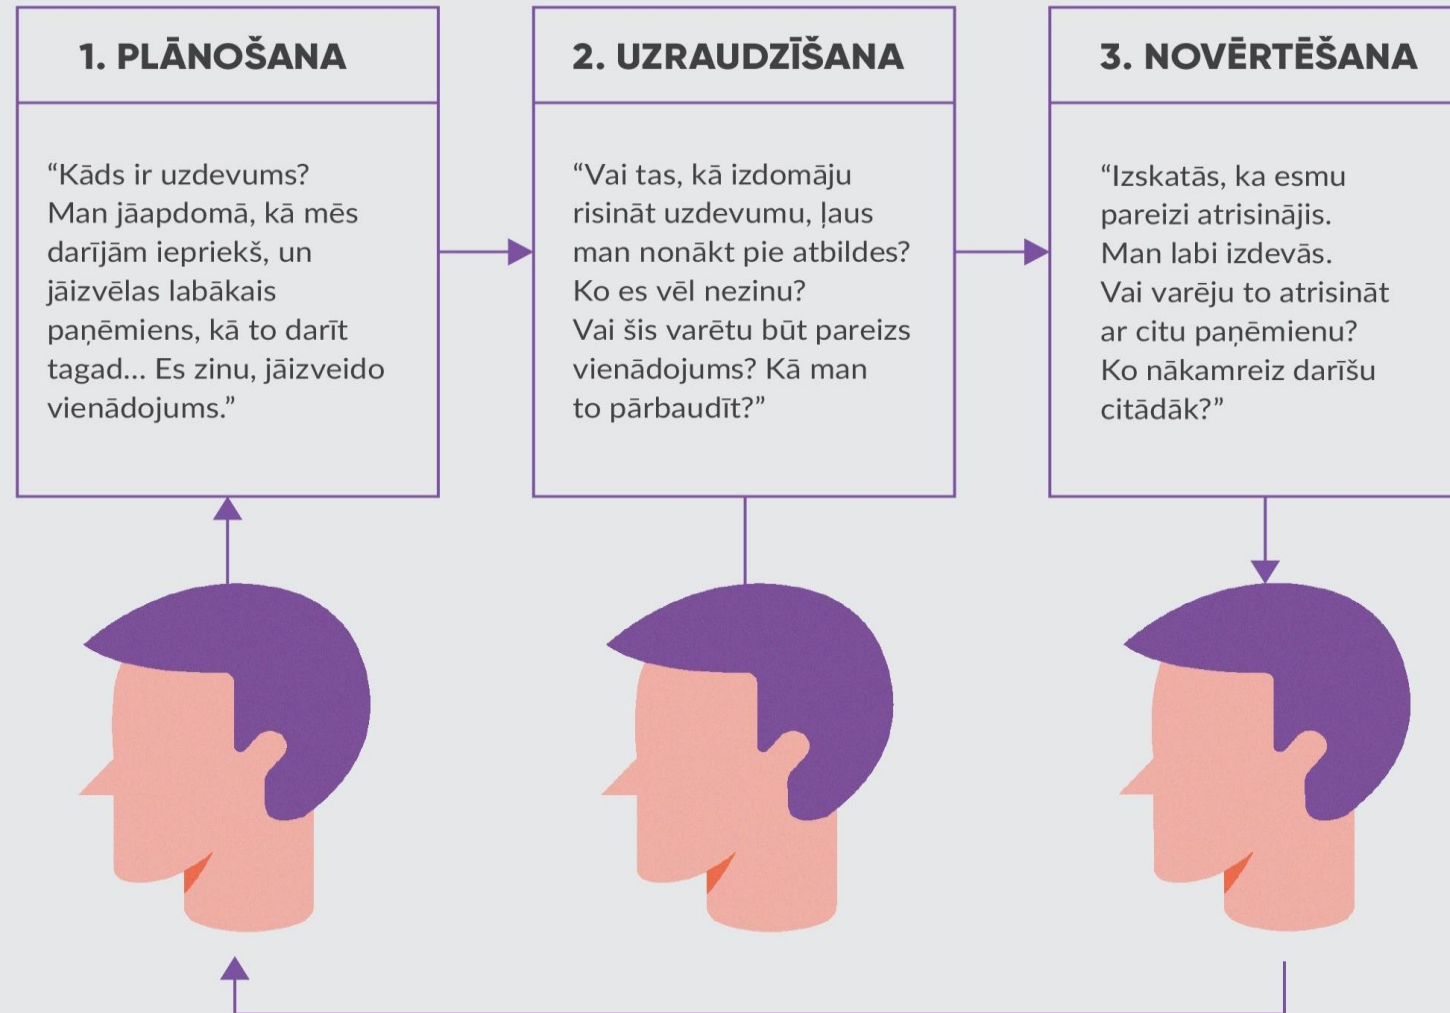 1. PLĀNOŠANA
“Kāds ir uzdevums?
Man jāapdomā, kā mēs
darījām iepriekš, un
jāizvēlas labākais
paņēmiens, kā to darīt
tagad... Es zinu, jāizveido
vienādojums.”
2. UZRAUDZĪŠANA
“Vai tas, kā izdomāju
risināt uzdevumu, ļaus
man nonākt pie atbildes?
Ko es vēl nezinu?
Vai šis varētu būt pareizs
vienādojums? Kā man
to pārbaudīt?”
3. NOVĒRTĒŠANA
“Izskatās, ka esmu
pareizi atrisinājis.
Man labi izdevās.
Vai varēju to atrisināt
ar citu paņēmienu?
Ko nākamreiz darīšu
citādāk?”